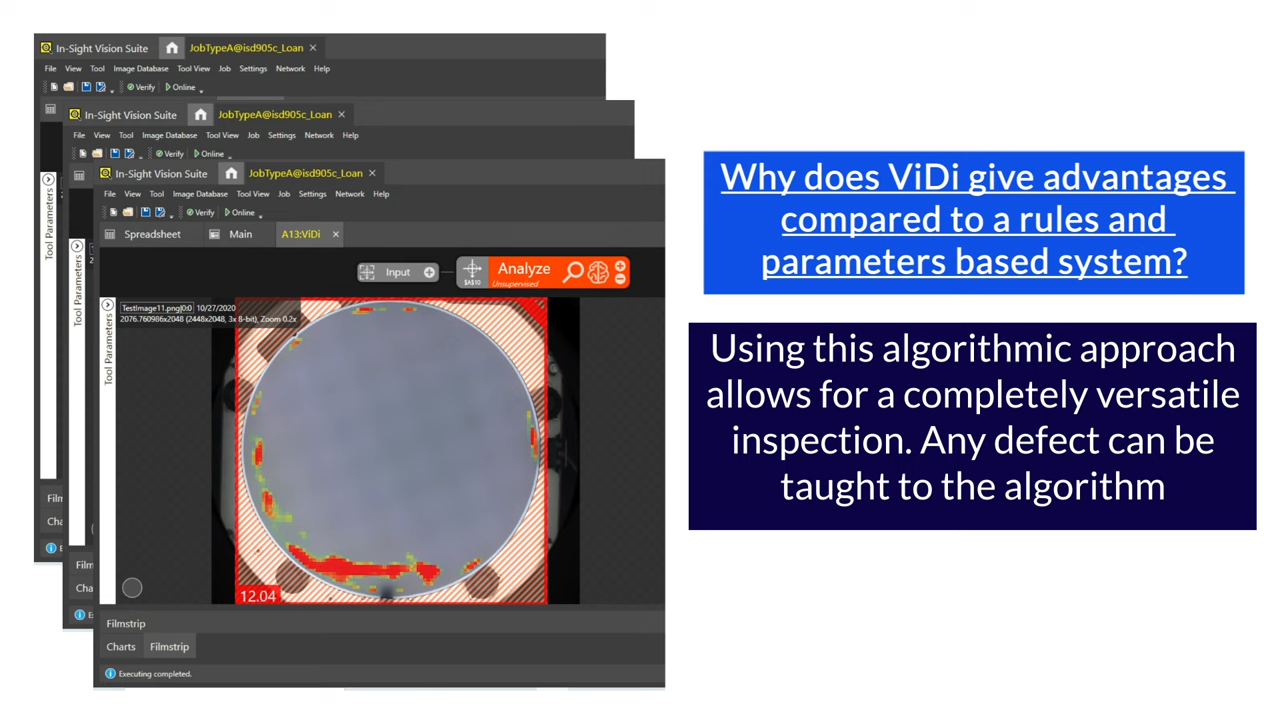 In-Sight Vision Suite JobTypeA@isd905c_Loan
File View Tool Image Database Tool View Job Settings Network Help
Verify Online
In-Sight Vision Suite JobTypeA@isd905c_Loan
File View Tool Image Database Tool View Job Settings Network Help
Verify Online
In-Sight Vision Suite JobTypeA@isd905c_Loan
File View Tool Image Database Tool View Job Settings Network Help
Verify Online
Spreadsheet Main A13:ViDi
Input Analyze
Unsupervised
Tool Parameters
Tool Parameters
Tool Parameters
TestImage11.png|0:0 10/27/2020
2076.760986x2048 (2448x2048, 3x 8-bit), Zoom 0.2x
12.04
Filmstrip
Charts Filmstrip
Executing completed.
Why does ViDi give advantages
compared to a rules and
parameters based system?
Using this algorithmic approach
allows for a completely versatile
inspection. Any defect can be
taught to the algorithm